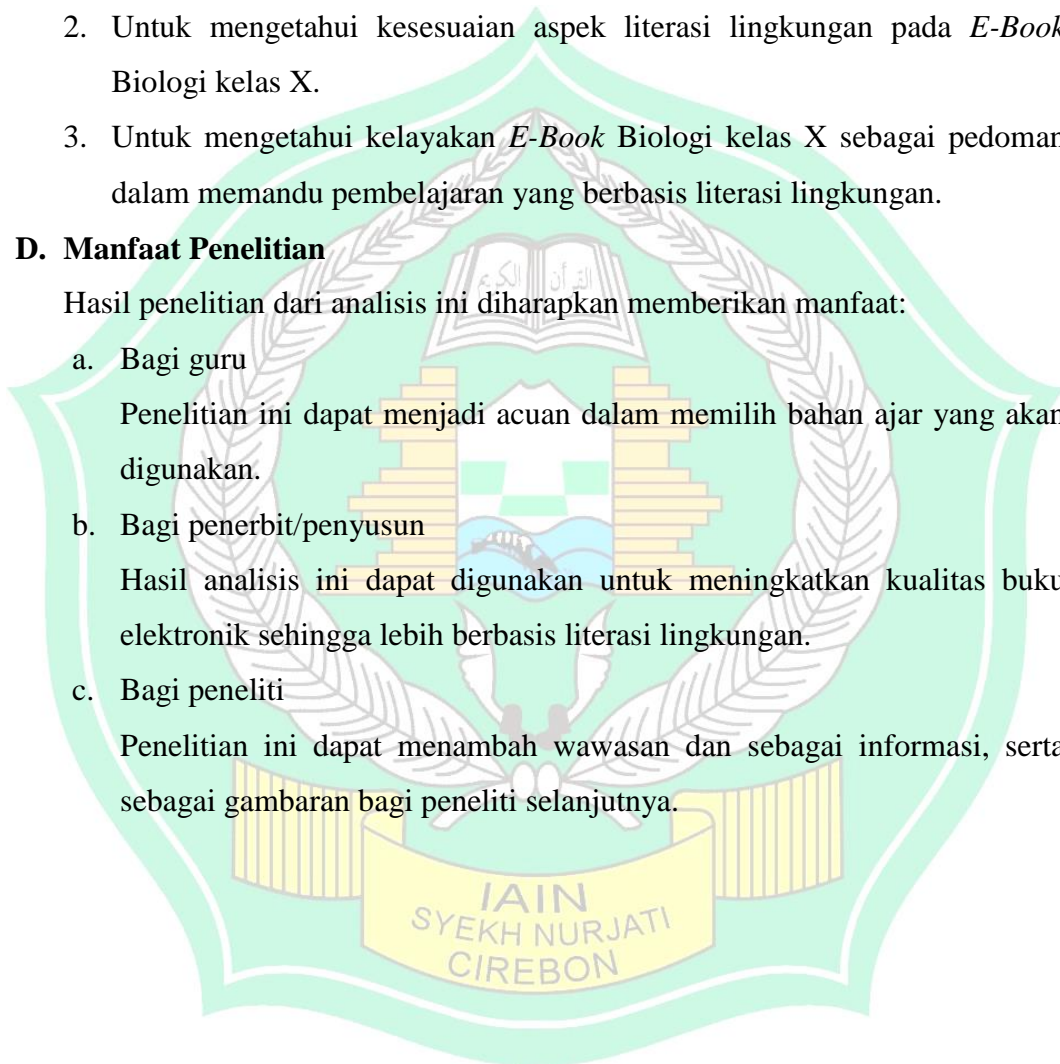 2. Untuk mengetahui kesesuaian aspek literasi lingkungan pada E-Book
Biologi kelas X.
3. Untuk mengetahui kelayakan E-Book Biologi kelas X sebagai pedoman
dalam memandu pembelajaran yang berbasis literasi lingkungan.
D. Manfaat Penelitian
القرآن الكريم
Hasil penelitian dari analisis ini diharapkan memberikan manfaat:
a. Bagi guru
Penelitian ini dapat menjadi acuan dalam memilih bahan ajar yang akan
digunakan.
b. Bagi penerbit/penyusun
Hasil analisis ini dapat digunakan untuk meningkatkan kualitas buku
elektronik sehingga lebih berbasis literasi lingkungan.
c. Bagi peneliti
Penelitian ini dapat menambah wawasan dan sebagai informasi, serta
sebagai gambaran bagi peneliti selanjutnya.
IAIN
SYEKH NURJATI
CIREBON